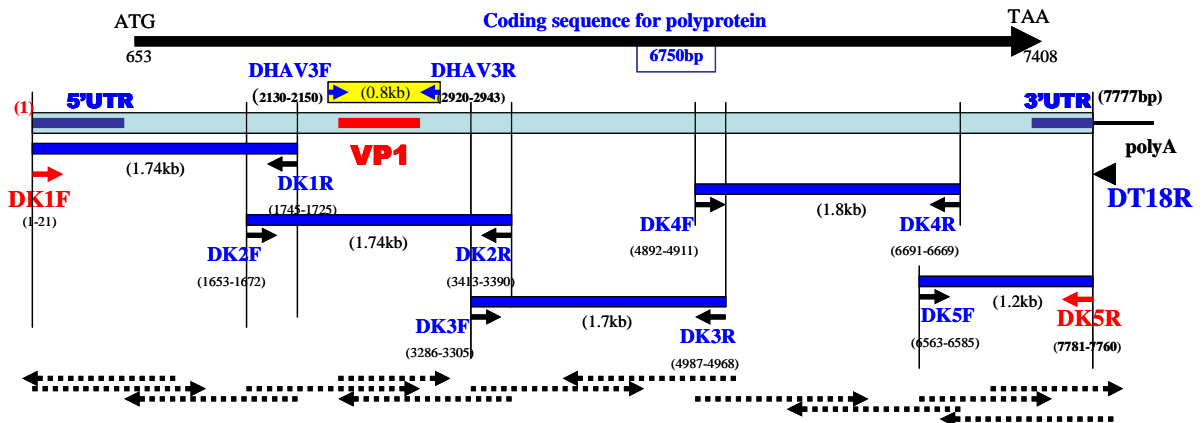 ATG
Coding sequence for polyprotein
TAA
653
6750bp
7408
DHAV3F
DHAV3R
(2130-2150)
(0.8kb)
(2920-2943)
(1)
5'UTR
3'UTR
(7777bp)
VP1
polyA
(1.74kb)
DK1F
(1-21)
DK1R
(1745-1725)
(1.8kb)
DT18R
DK2F
(1653-1672)
(1.74kb)
DK2R
(3413-3390)
DK4F
(4892-4911)
DK4R
(6691-6669)
DK3F
(3286-3305)
(1.7kb)
DK3R
(4987-4968)
(1.2kb)
DK5F
(6563-6585)
DK5R
(7781-7760)